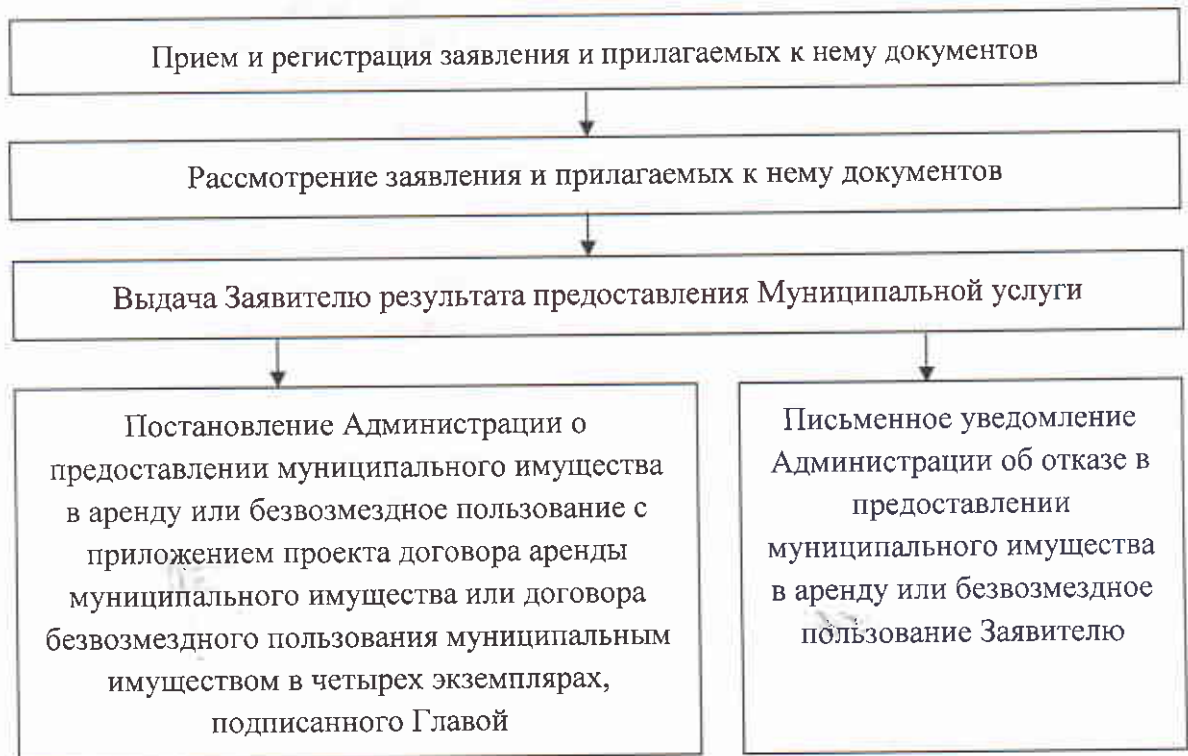 Прием и регистрация заявления и прилагаемых к нему документов
Рассмотрение заявления и прилагаемых к нему документов
Выдача Заявителю результата предоставления Муниципальной услуги
Постановление Администрации о
предоставлении муниципального имущества
в аренду или безвозмездное пользование с
приложением проекта договора аренды
муниципального имущества или договора
безвозмездного пользования муниципальным
имуществом в четырех экземплярах,
подписанного Главой
Письменное уведомление
Администрации об отказе в
предоставлении
муниципального имущества
в аренду или безвозмездное
пользование Заявителю